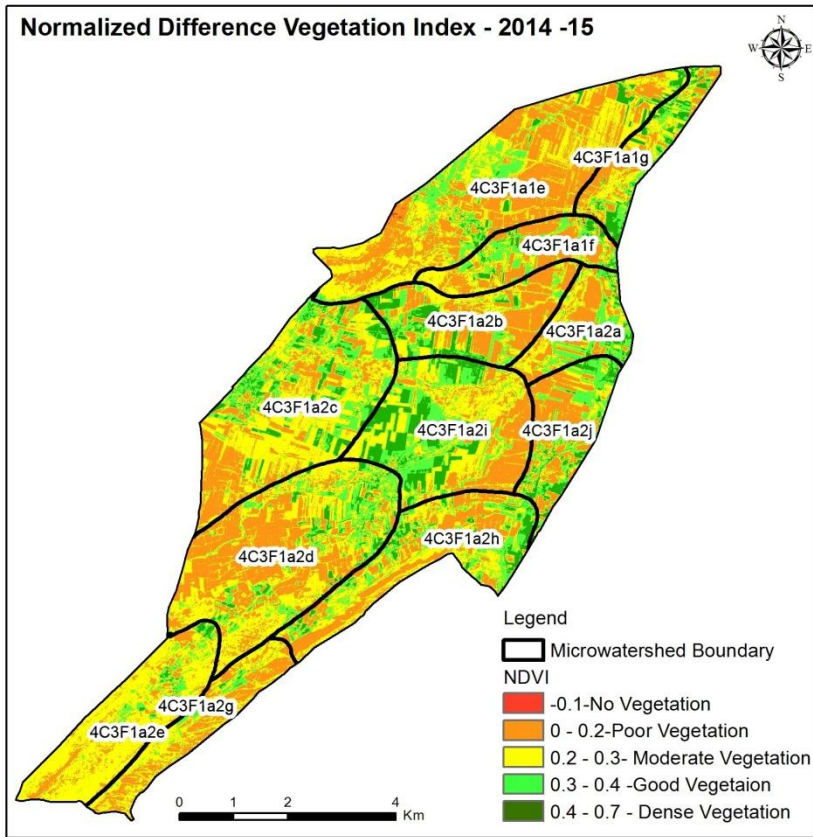 Normalized Difference Vegetation Index - 2014 -15
N
W E
S
4C3F1a1g
4C3F1a1e
4C3F1a1f
4C3F1a2b
4C3F1a2a
4C3F1a2c
4C3F1a2i
4C3F1a2j
4C3F1a2h
4C3F1a2d
4C3F1a2g
4C3F1a2e
Legend
Microwatershed Boundary
NDVI
-0.1-No Vegetation
0 - 0.2-Poor Vegetation
0.2 - 0.3- Moderate Vegetation
0.3 - 0.4 -Good Vegetaion
0.4 - 0.7 - Dense Vegetation
0 1 2 4
Km